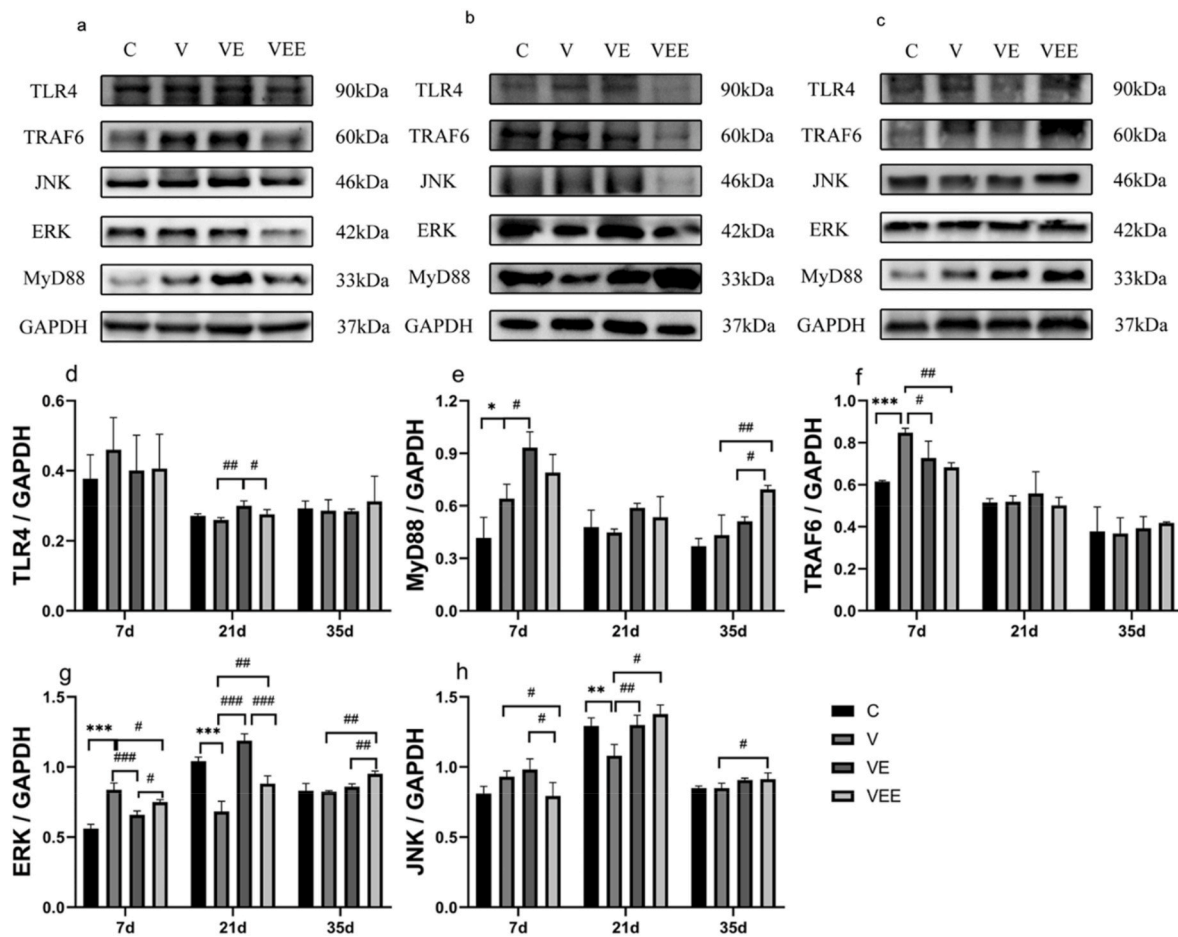 a
C V VE VEE
TLR4 90kDa
TRAF6 60kDa
JNK 46kDa
ERK 42kDa
MyD88 33kDa
GAPDH 37kDa
b
C V VE VEE
TLR4 90kDa
TRAF6 60kDa
JNK 46kDa
ERK 42kDa
MyD88 33kDa
GAPDH 37kDa
c
C V VE VEE
TLR4 90kDa
TRAF6 60kDa
JNK 46kDa
ERK 42kDa
MyD88 33kDa
GAPDH 37kDa
d
TLR4 / GAPDH
0.6
0.4
0.2
0.0
## #
7d 21d 35d
e
MyD88 / GAPDH
1.2
0.9
0.6
0.3
0.0
* #
##
#
7d 21d 35d
f
TRAF6 / GAPDH
1.0
0.8
0.6
0.4
0.2
0.0
##
*** #
7d 21d 35d
g
ERK / GAPDH
1.5
1.0
0.5
0.0
*** #
###
#
##
### ###
***
##
##
7d 21d 35d
h
JNK / GAPDH
1.5
1.0
0.5
0.0
#
#
#
** ##
#
7d 21d 35d
C
V
VE
VEE